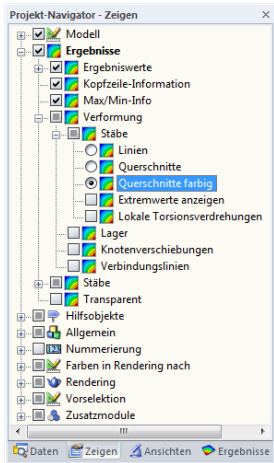 Projekt-Navigator - Zeigen
Modell
Ergebnisse
Ergebniswerte
Kopfzeile-Information
Max/Min-Info
Verformung
Stäbe
Linien
Querschnitte
Querschnitte farbig
Extremwerte anzeigen
Lokale Torsionsverdrehungen
Lager
Knotenverschiebungen
Verbindungslinien
Stäbe
Transparent
Hilfsobjekte
Allgemein
123 Nummerierung
Farben in Rendering nach
Rendering
Vorselektion
Zusatzmodule
Daten Zeigen Ansichten Ergebnisse